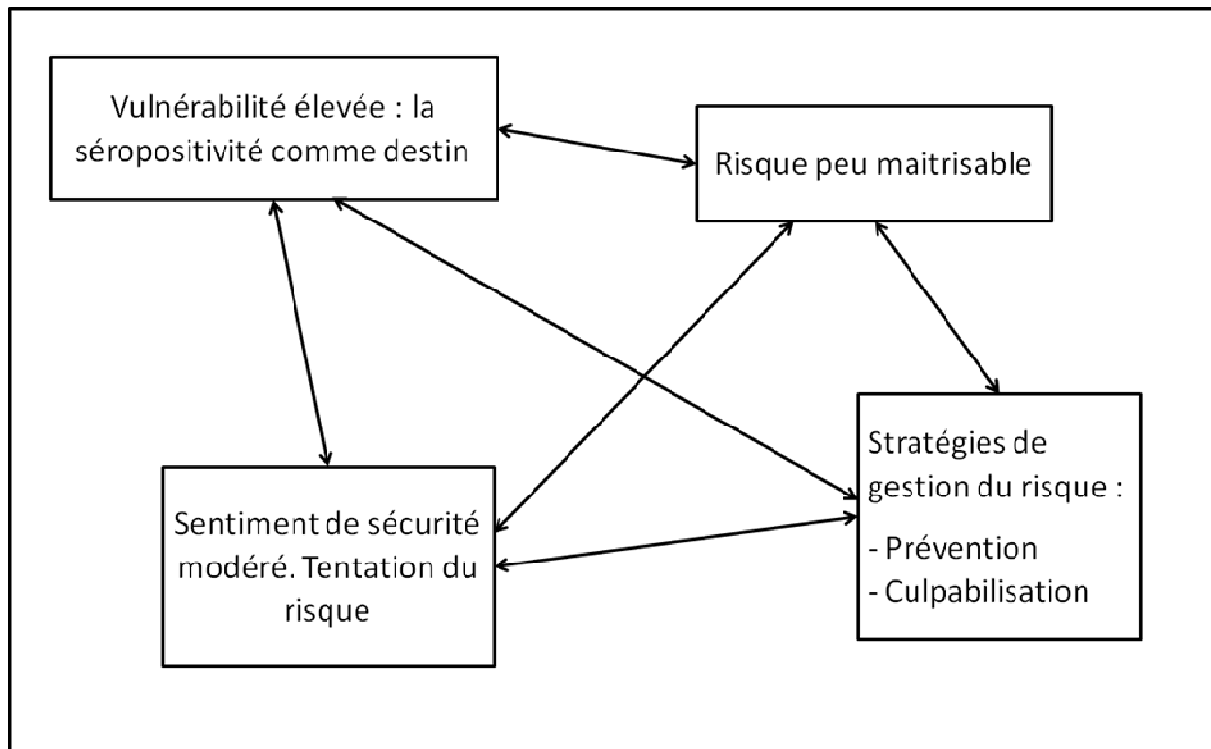 Vulnérabilité élevée : la
séropositivité comme destin
Risque peu maitrisable
Sentiment de sécurité
modéré. Tentation du
risque
Stratégies de
gestion du risque :
- Prévention
- Culpabilisation